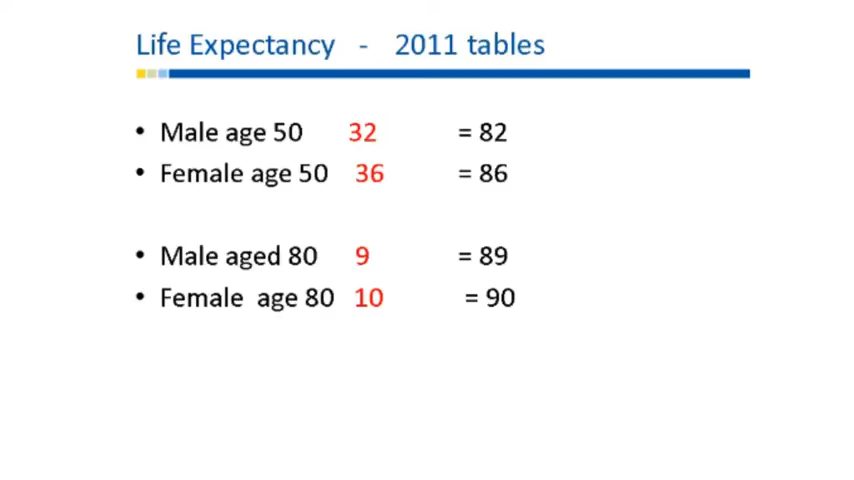 Life Expectancy - 2011 tables
• Male age 50 32 = 82
• Female age 50 36 = 86
• Male aged 80 9 = 89
• Female age 80 10 = 90